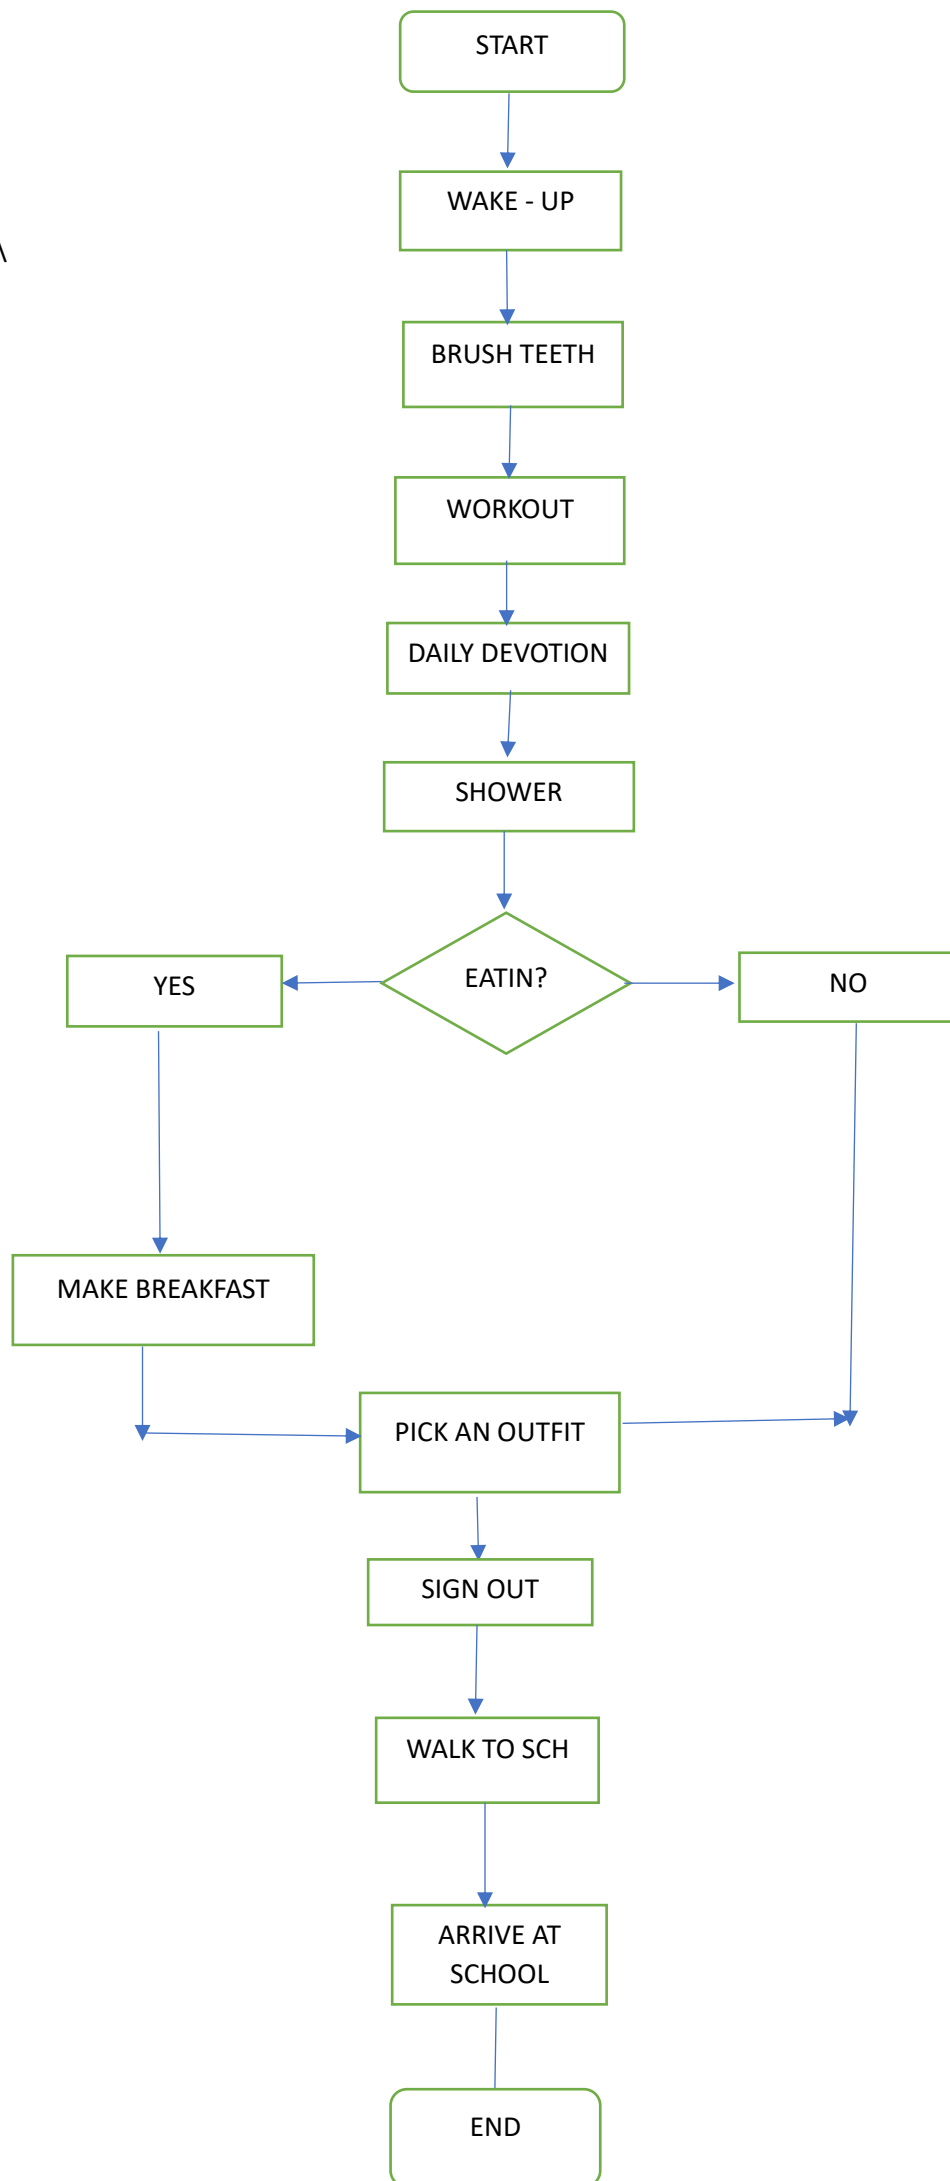 START
WAKE - UP
\
BRUSH TEETH
WORKOUT
DAILY DEVOTION
SHOWER
EATIN?
YES
NO
MAKE BREAKFAST
PICK AN OUTFIT
SIGN OUT
WALK TO SCH
ARRIVE AT
SCHOOL
END